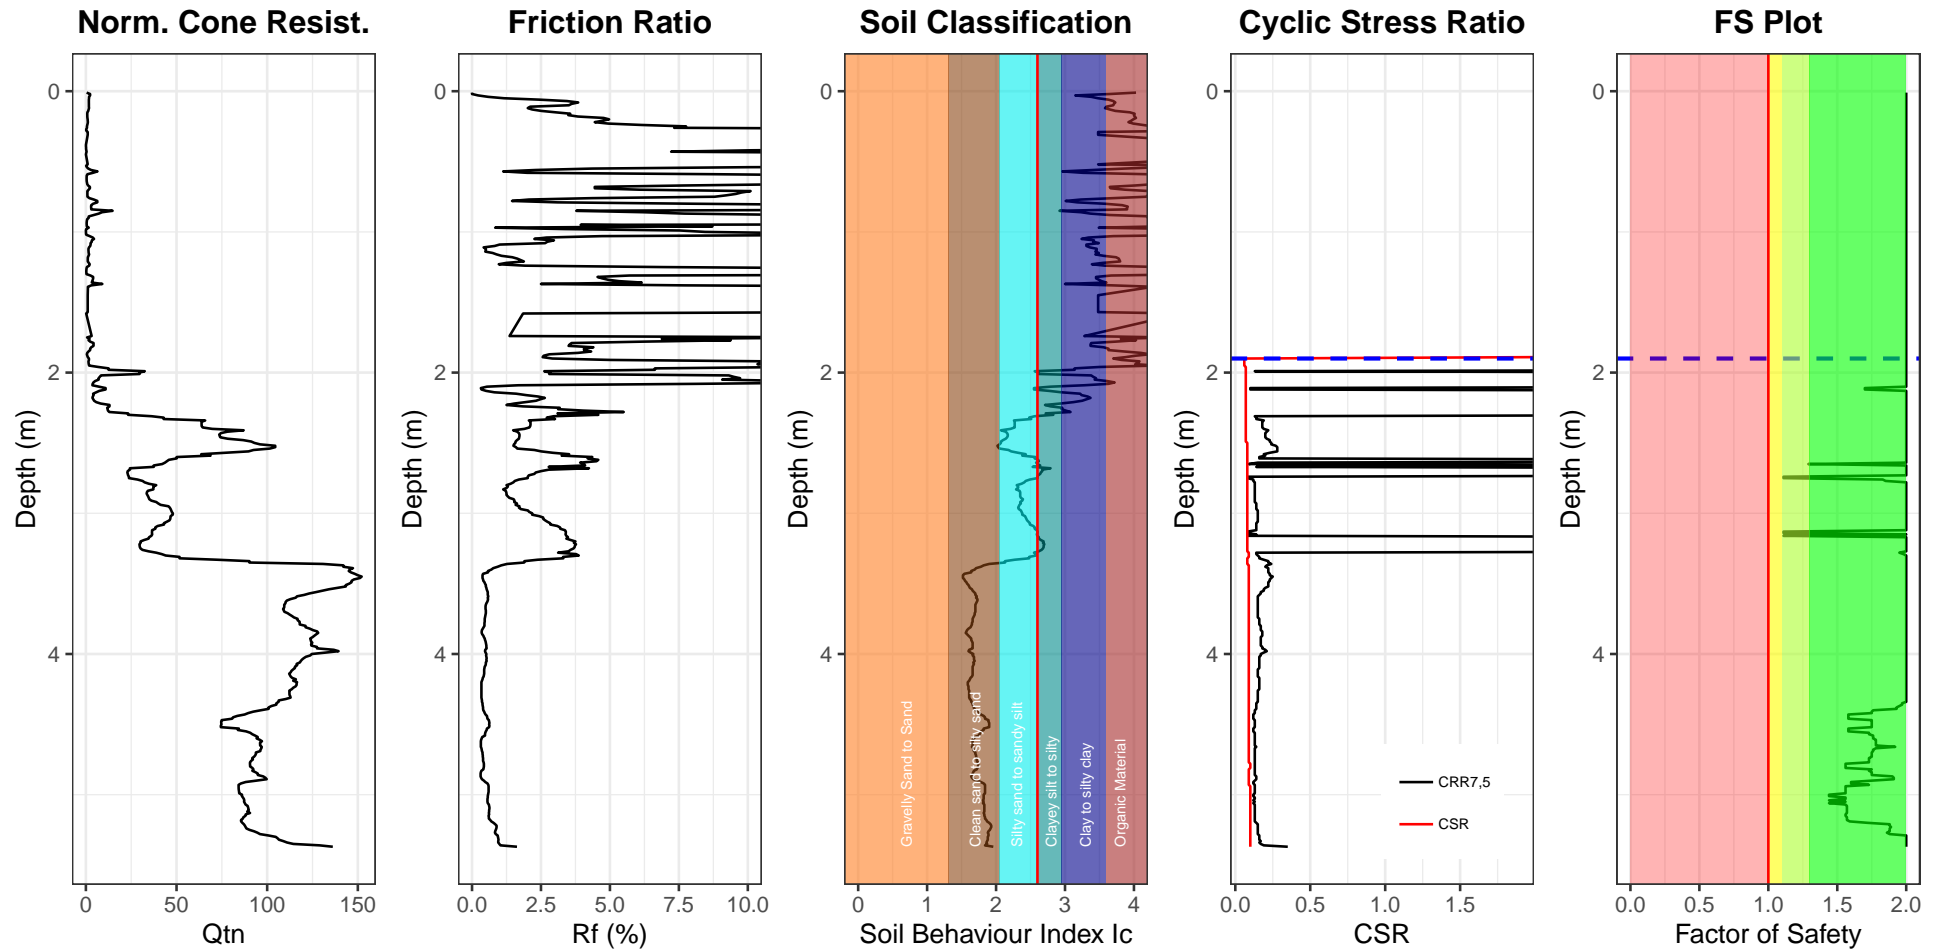 Norm. Cone Resist.
Friction Ratio
Soil Classification
Cyclic Stress Ratio
FS Plot
Depth (m)
0
2
4
0
50
100
150
Qtn
Depth (m)
0
2
4
0.0
2.5
5.0
7.5
10.0
Rf (%)
Depth (m)
0
2
4
Gravelly Sand to Sand
Clean sand to silty sand
Silty sand to sandy silt
Clayey silt to silty
Clay to silty clay
Organic Material
0
1
2
3
4
Soil Behaviour Index Ic
Depth (m)
0
2
4
CRR7,5
CSR
0.0
0.5
1.0
1.5
CSR
Depth (m)
0
2
4
0.0
0.5
1.0
1.5
2.0
Factor of Safety